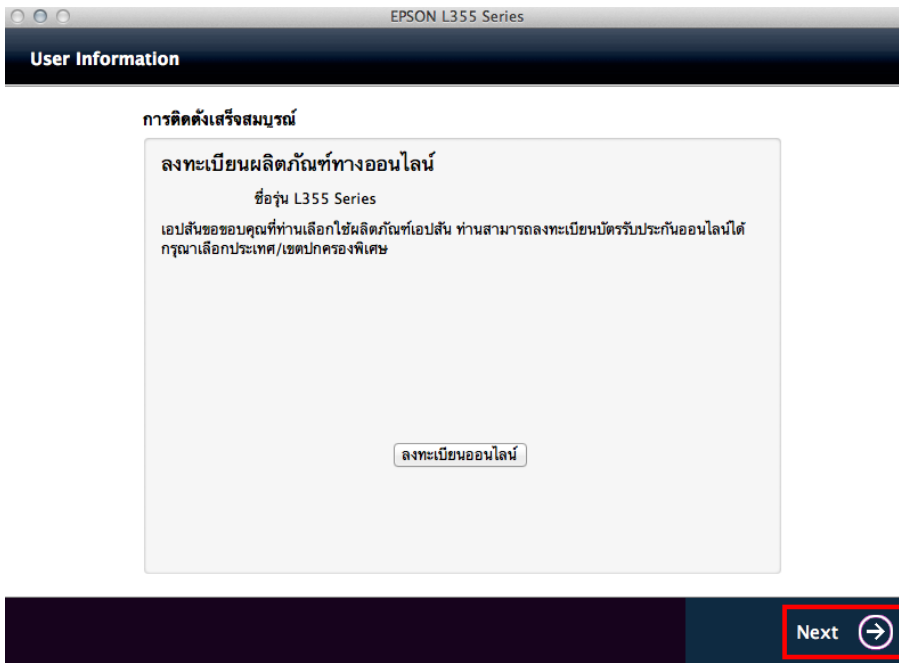 EPSON L355 Series
User Information
การติดตั้งเสร็จสมบูรณ์
ลงทะเบียนผลิตภัณฑ์ทางออนไลน์
ชื่อรุ่น L355 Series
เอปสันขอขอบคุณที่ท่านเลือกใช้ผลิตภัณฑ์เอปสัน ท่านสามารถลงทะเบียนบัตรรับประกันออนไลน์ได้
กรุณาเลือกประเทศ/เขตปกครองพิเศษ
ลงทะเบียนออนไลน์
Next